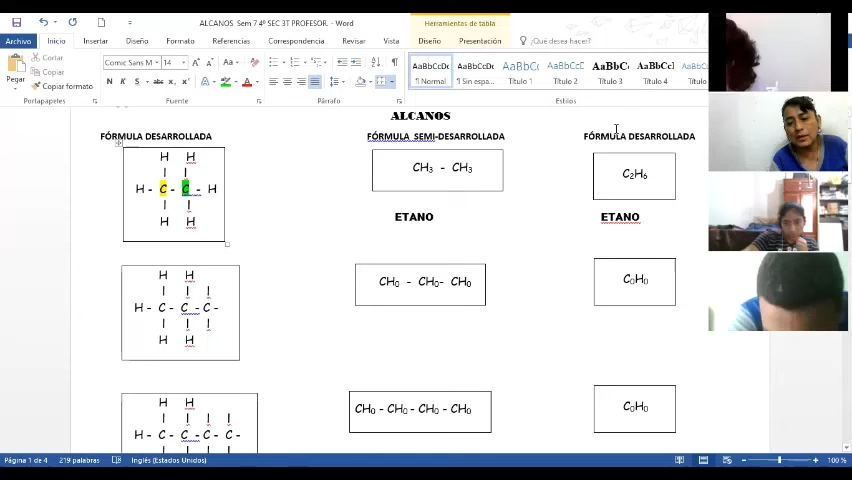 ALCANOS Sem 7 4º SEC 3T PROFESOR. - Word
Herramientas de tabla
Archivo Inicio Insertar Diseño Formato Referencias Correspondencia Revisar Vista Diseño Presentación ¿Qué desea hacer?
Pegar
Cortar
Copiar
Copiar formato
Comic Sans M 14
N K S abc
AaBbCcDc AaBbCcDc AaBbC AaBbCcD AaBbC AaBbCcI AaBb
¶ Normal ¶ Sin espa... Título 1 Título 2 Título 3 Título 4
Portapapeles Fuente Párrafo Estilos
ALCANOS
FÓRMULA DESARROLLADA FÓRMULA SEMI-DESARROLLADA FÓRMULA DESARROLLADA
H H
H - C - C - H
H H
CH₃ - CH₃
C₂H₆
ETANO ETANO
H H
H - C - C - C -
H H
CH₀ - CH₀- CH₀
C₀H₀
H H
H - C - C - C - C -
CH₀ - CH₀ - CH₀ - CH₀
C₀H₀
Página 1 de 4 219 palabras Inglés (Estados Unidos) 100 %